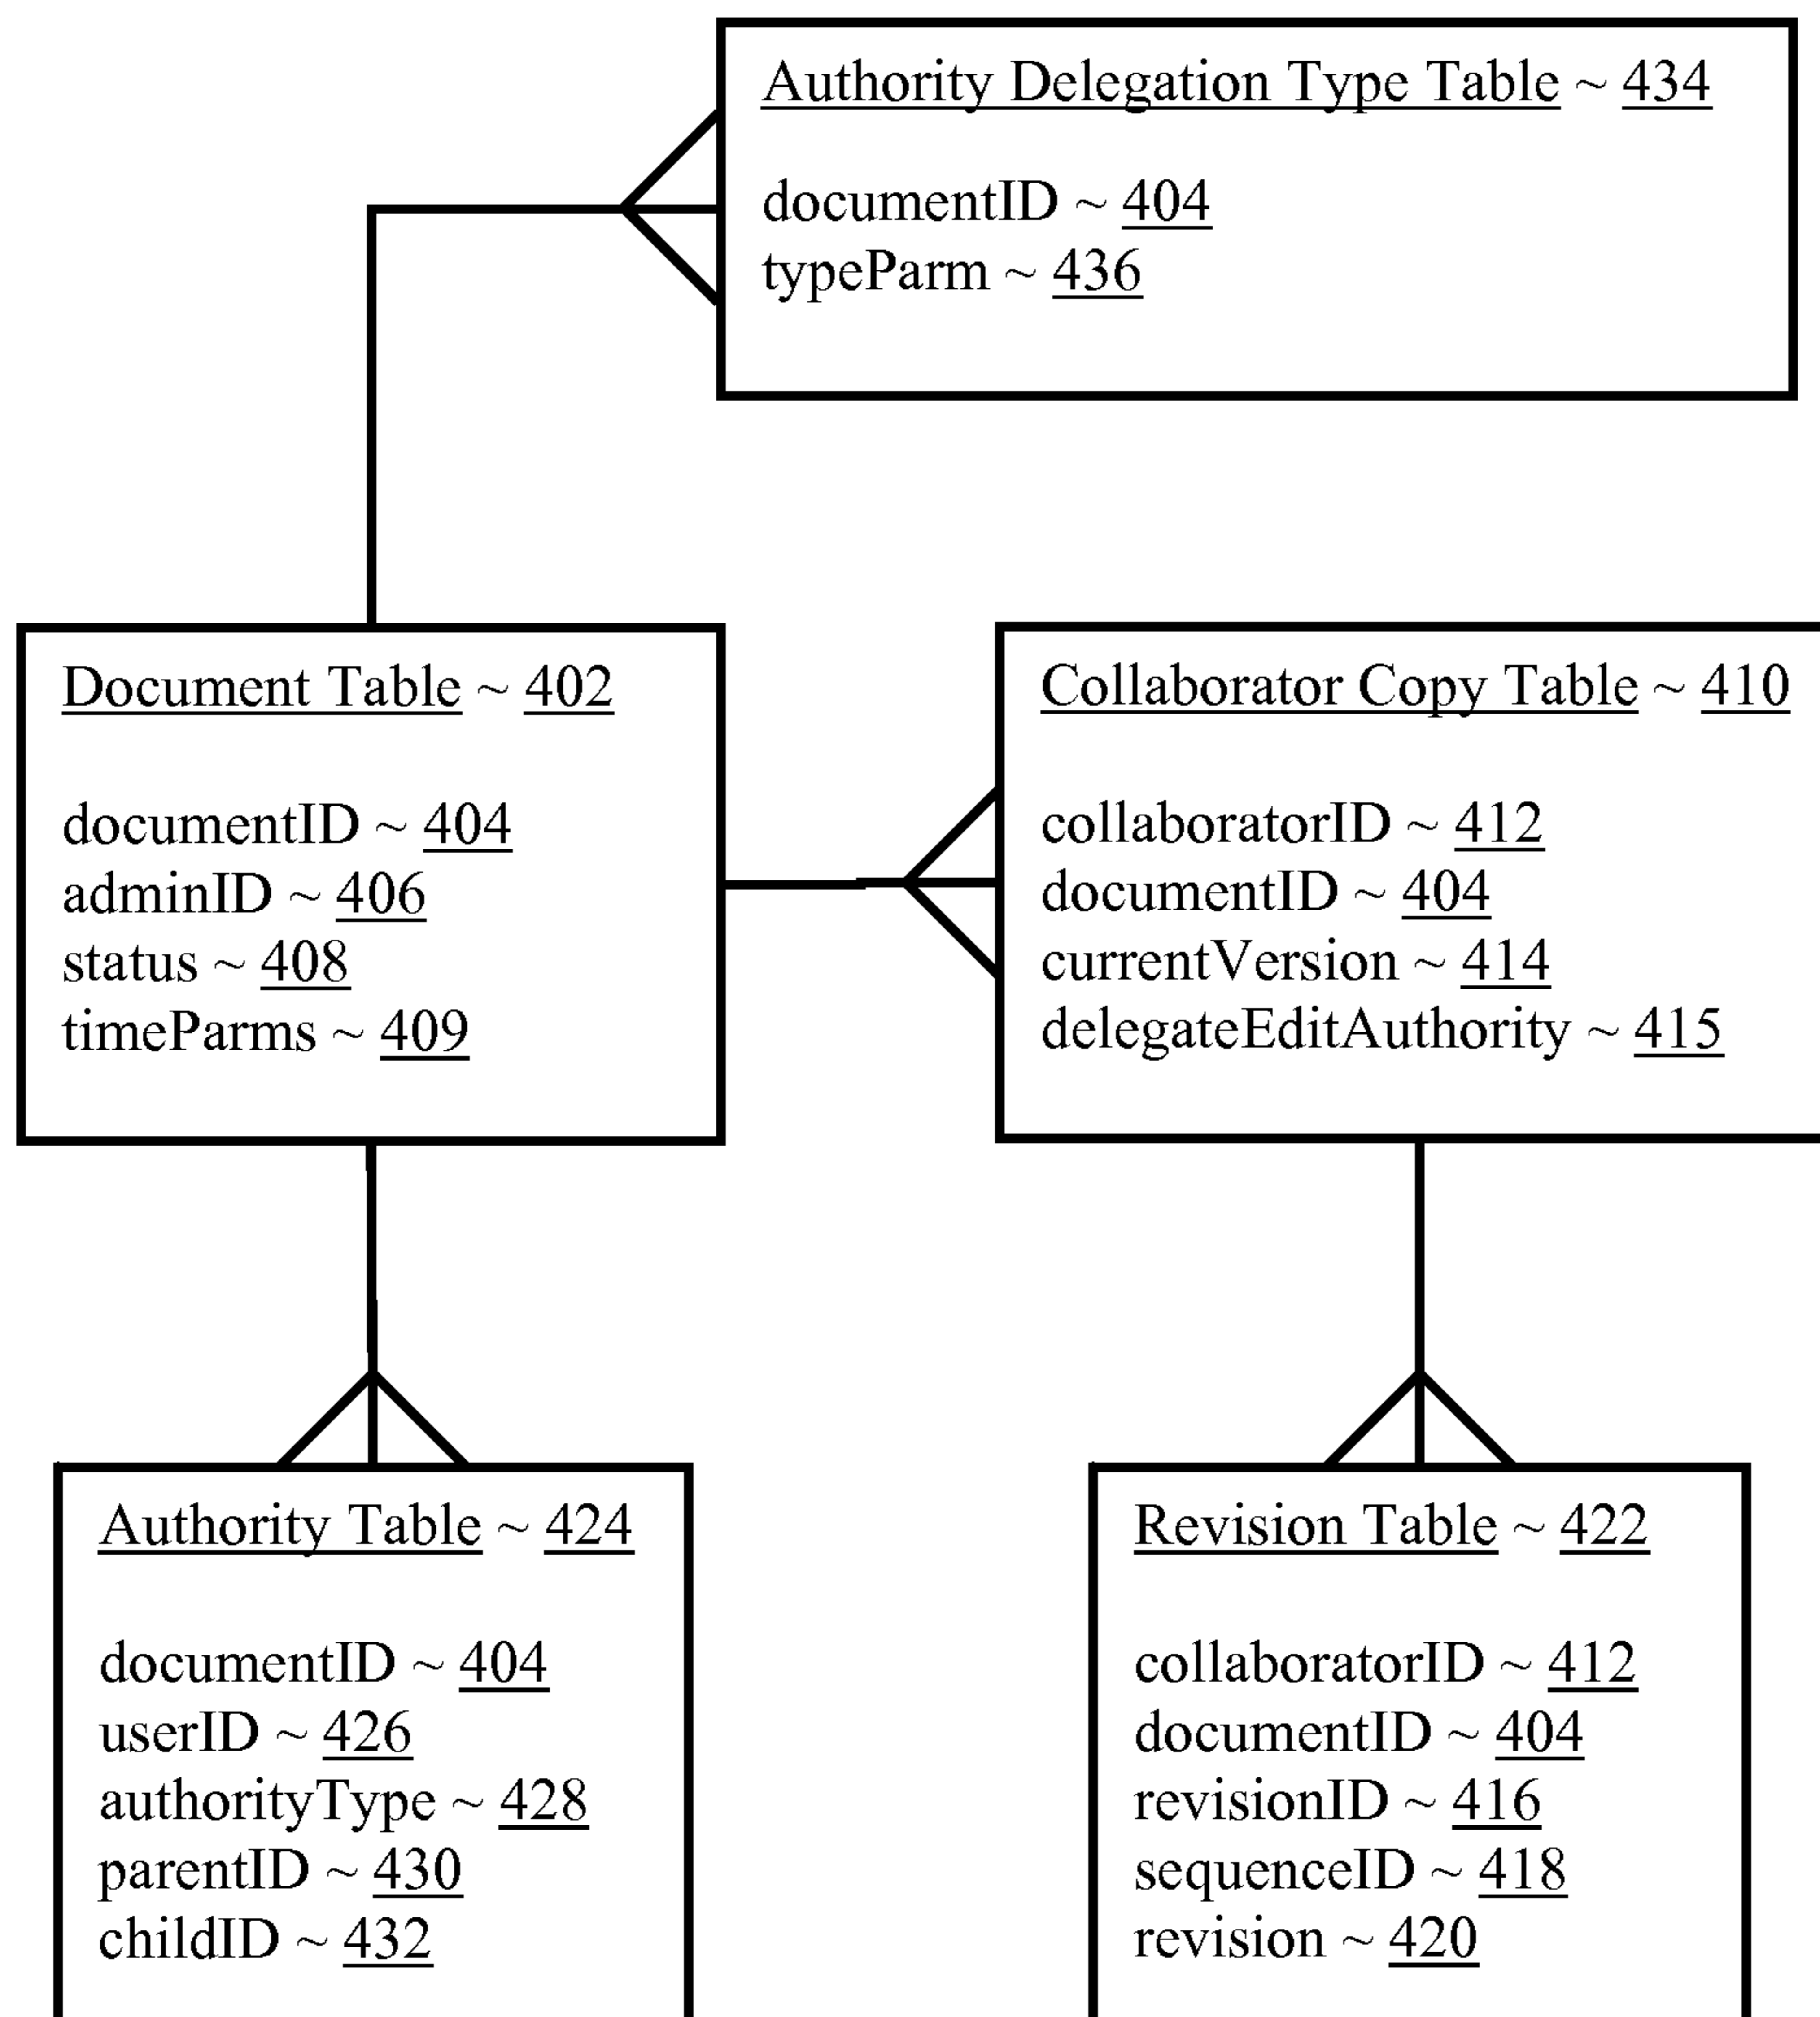 Authority Delegation Type Table ~ 434
documentID ~ 404
typeParm ~ 436
Document Table ~ 402
documentID ~ 404
adminID ~ 406
status ~ 408
timeParms ~ 409
Collaborator Copy Table ~ 410
collaboratorID ~ 412
documentID ~ 404
currentVersion ~ 414
delegateEditAuthority ~ 415
Authority Table ~ 424
documentID ~ 404
userID ~ 426
authorityType ~ 428
parentID ~ 430
childID ~ 432
Revision Table ~ 422
collaboratorID ~ 412
documentID ~ 404
revisionID ~ 416
sequenceID ~ 418
revision ~ 420